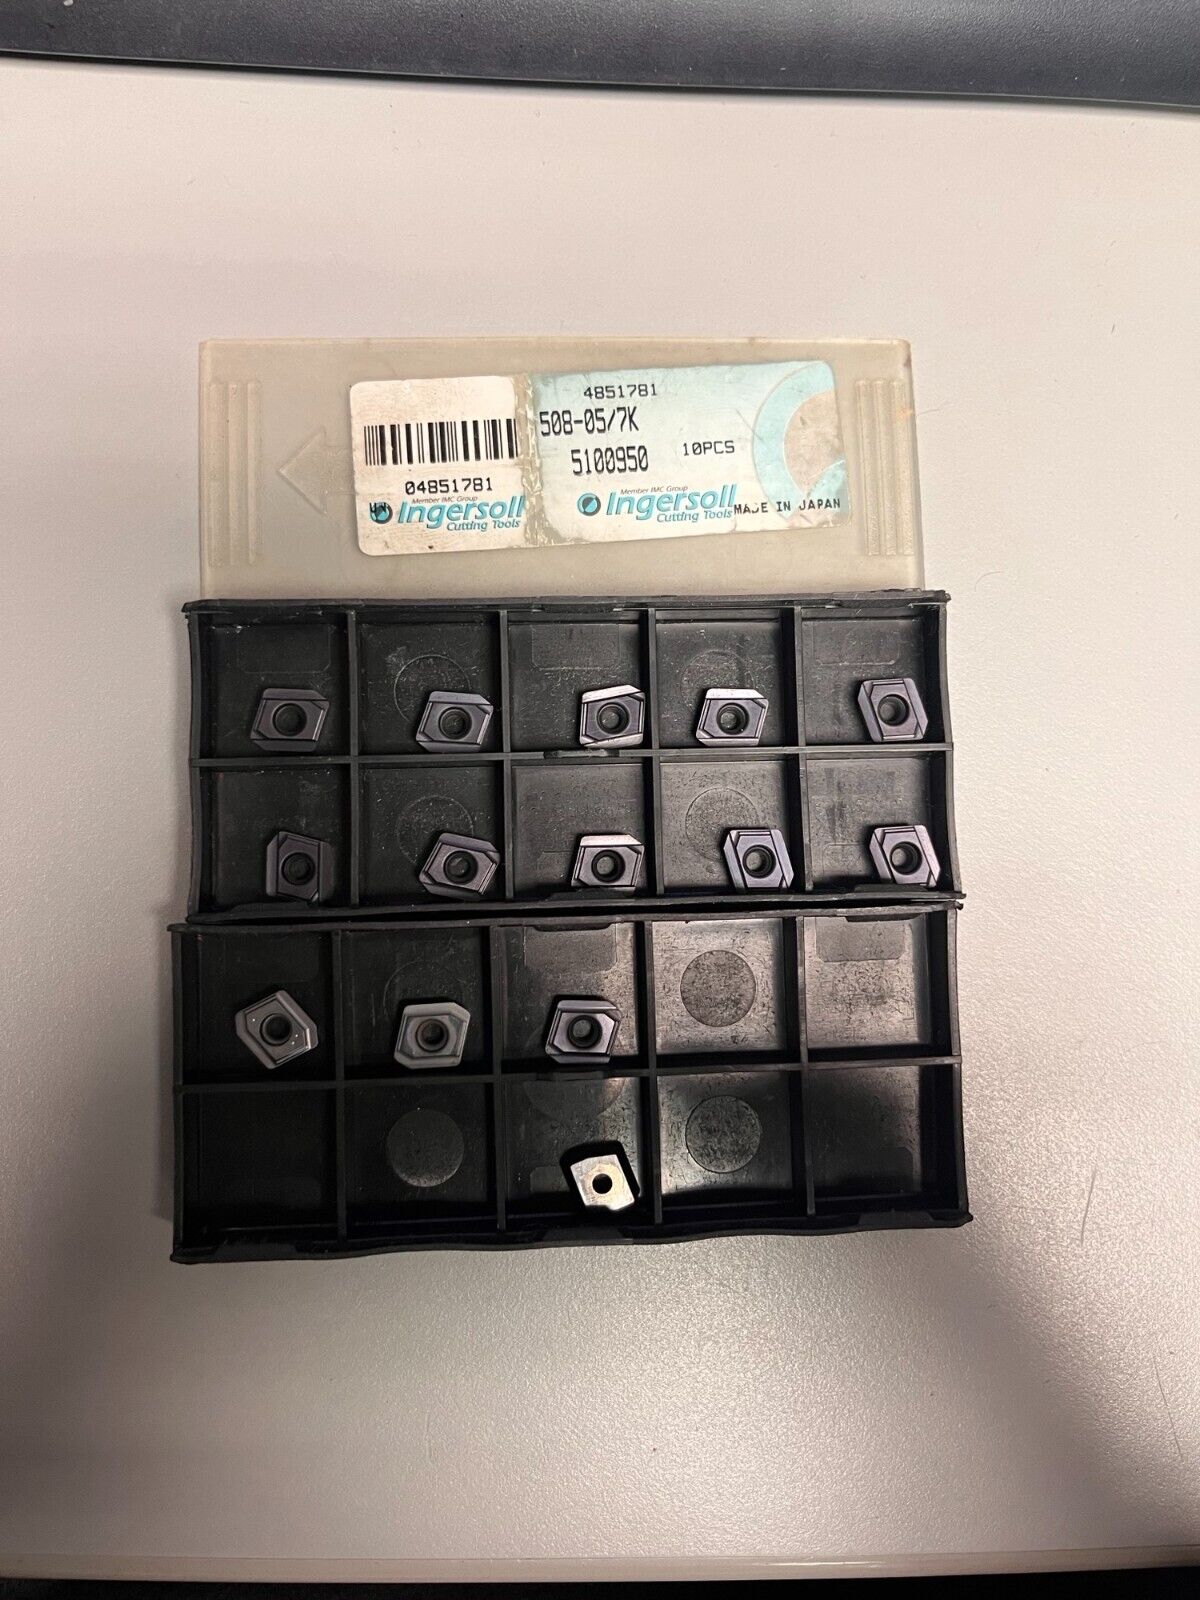 4851781
508-05/7K
5100950 10PCS
04851781
Member IMC Group
Ingersoll
Cutting Tools
Member IMC Group
Ingersoll
Cutting Tools
MADE IN JAPAN